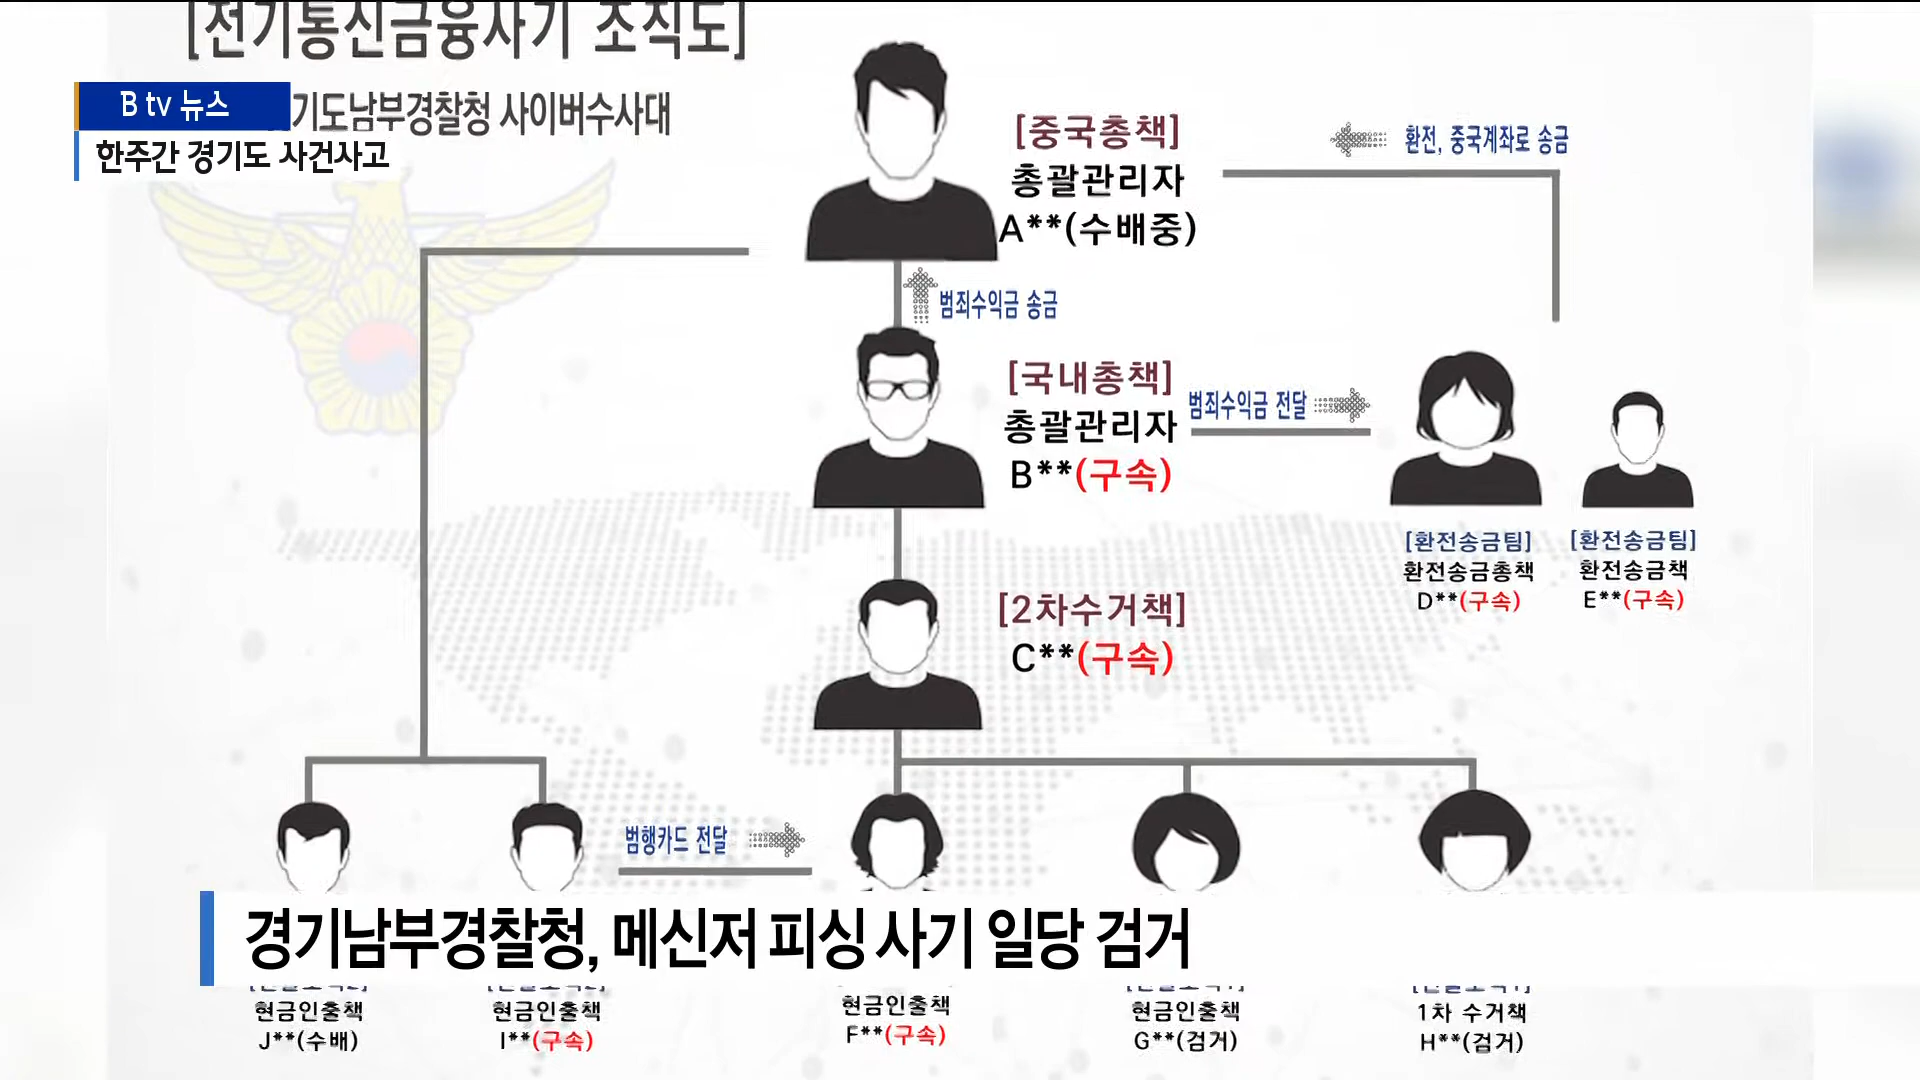 [전기통신금융사기 조직도]
B tv 뉴스
기도남부경찰청 사이버수사대
한주간 경기도 사건사고
[중국총책]
총괄관리자
A**(수배중)
환전, 중국계좌로 송금
범죄수익금 송금
[국내총책]
총괄관리자
B**(구속)
범죄수익금 전달
[환전송금팀]
환전송금총책
D**(구속)
[환전송금팀]
환전송금책
E**(구속)
[2차수거책]
C**(구속)
범행카드 전달
경기남부경찰청, 메신저 피싱 사기 일당 검거
현금인출책
J**(수배)
현금인출책
I**(구속)
현금인출책
F**(구속)
현금인출책
G**(검거)
1차 수거책
H**(검거)